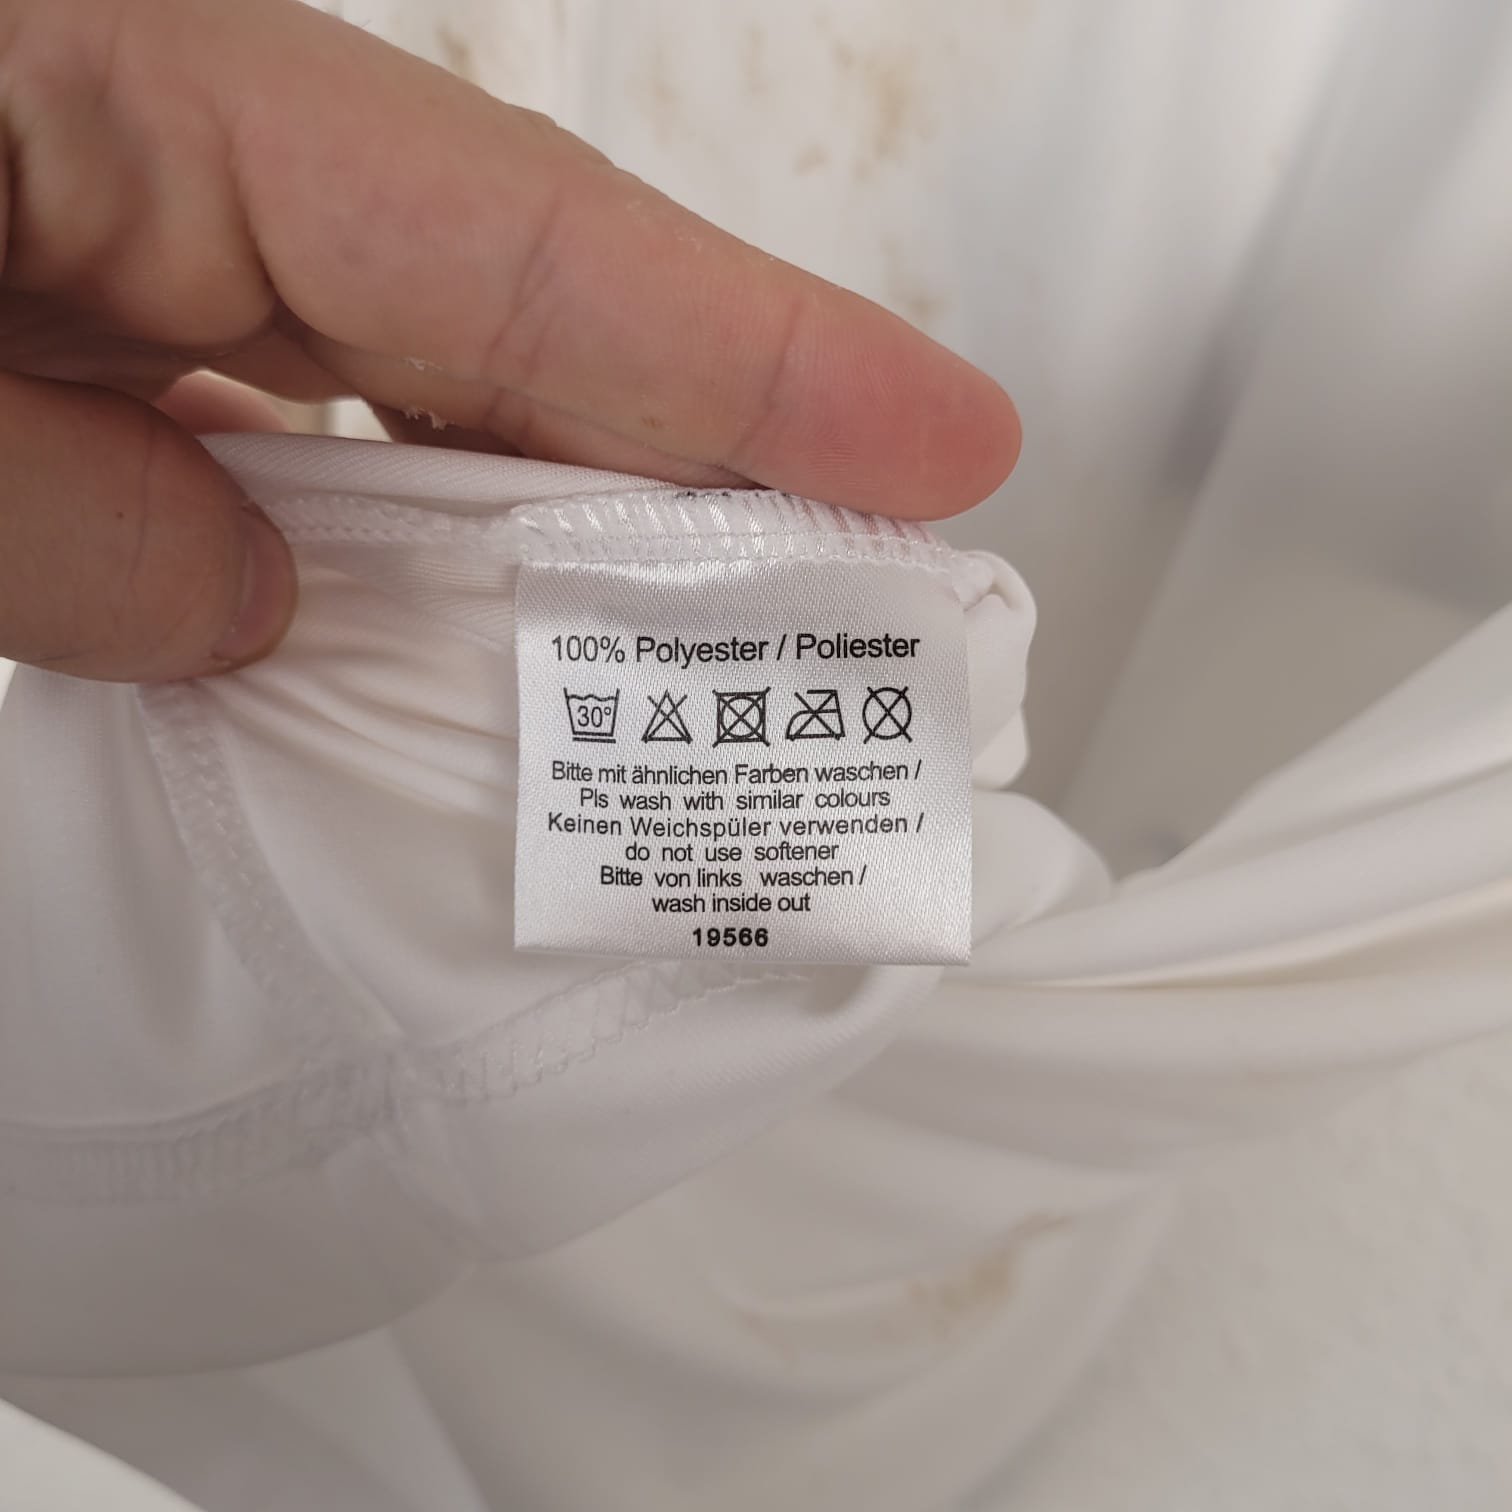 100% Polyester / Poliester
30°
Bitte mit ähnlichen Farben waschen /
Pls wash with similar colours
Keinen Weichspüler verwenden /
do not use softener
Bitte von links waschen /
wash inside out
19566